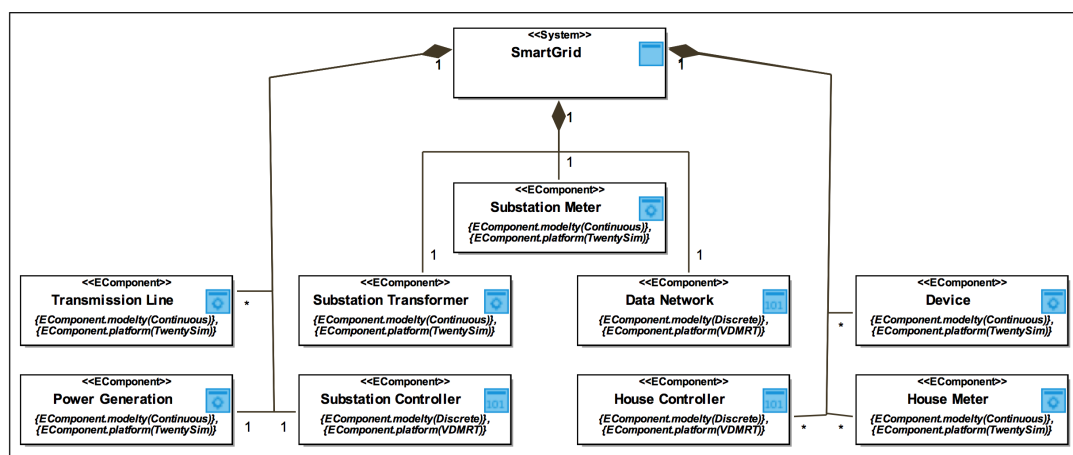 <<System>>
SmartGrid
1
1
1
1
<<EComponent>>
Substation Meter
{EComponent.modelty(Continuous)},
{EComponent.platform(TwentySim)}
1
1
<<EComponent>>
Transmission Line
{EComponent.modelty(Continuous)},
{EComponent.platform(TwentySim)}
*
<<EComponent>>
Substation Transformer
{EComponent.modelty(Continuous)},
{EComponent.platform(TwentySim)}
<<EComponent>>
Data Network
101
{EComponent.modelty(Discrete)},
{EComponent.platform(VDMRT)}
<<EComponent>>
Device
{EComponent.modelty(Continuous)},
{EComponent.platform(TwentySim)}
*
<<EComponent>>
Power Generation
{EComponent.modelty(Continuous)},
{EComponent.platform(TwentySim)}
1
1
<<EComponent>>
Substation Controller
101
{EComponent.modelty(Discrete)},
{EComponent.platform(VDMRT)}
<<EComponent>>
House Controller
101
{EComponent.modelty(Discrete)},
{EComponent.platform(VDMRT)}
*
*
<<EComponent>>
House Meter
{EComponent.modelty(Continuous)},
{EComponent.platform(TwentySim)}